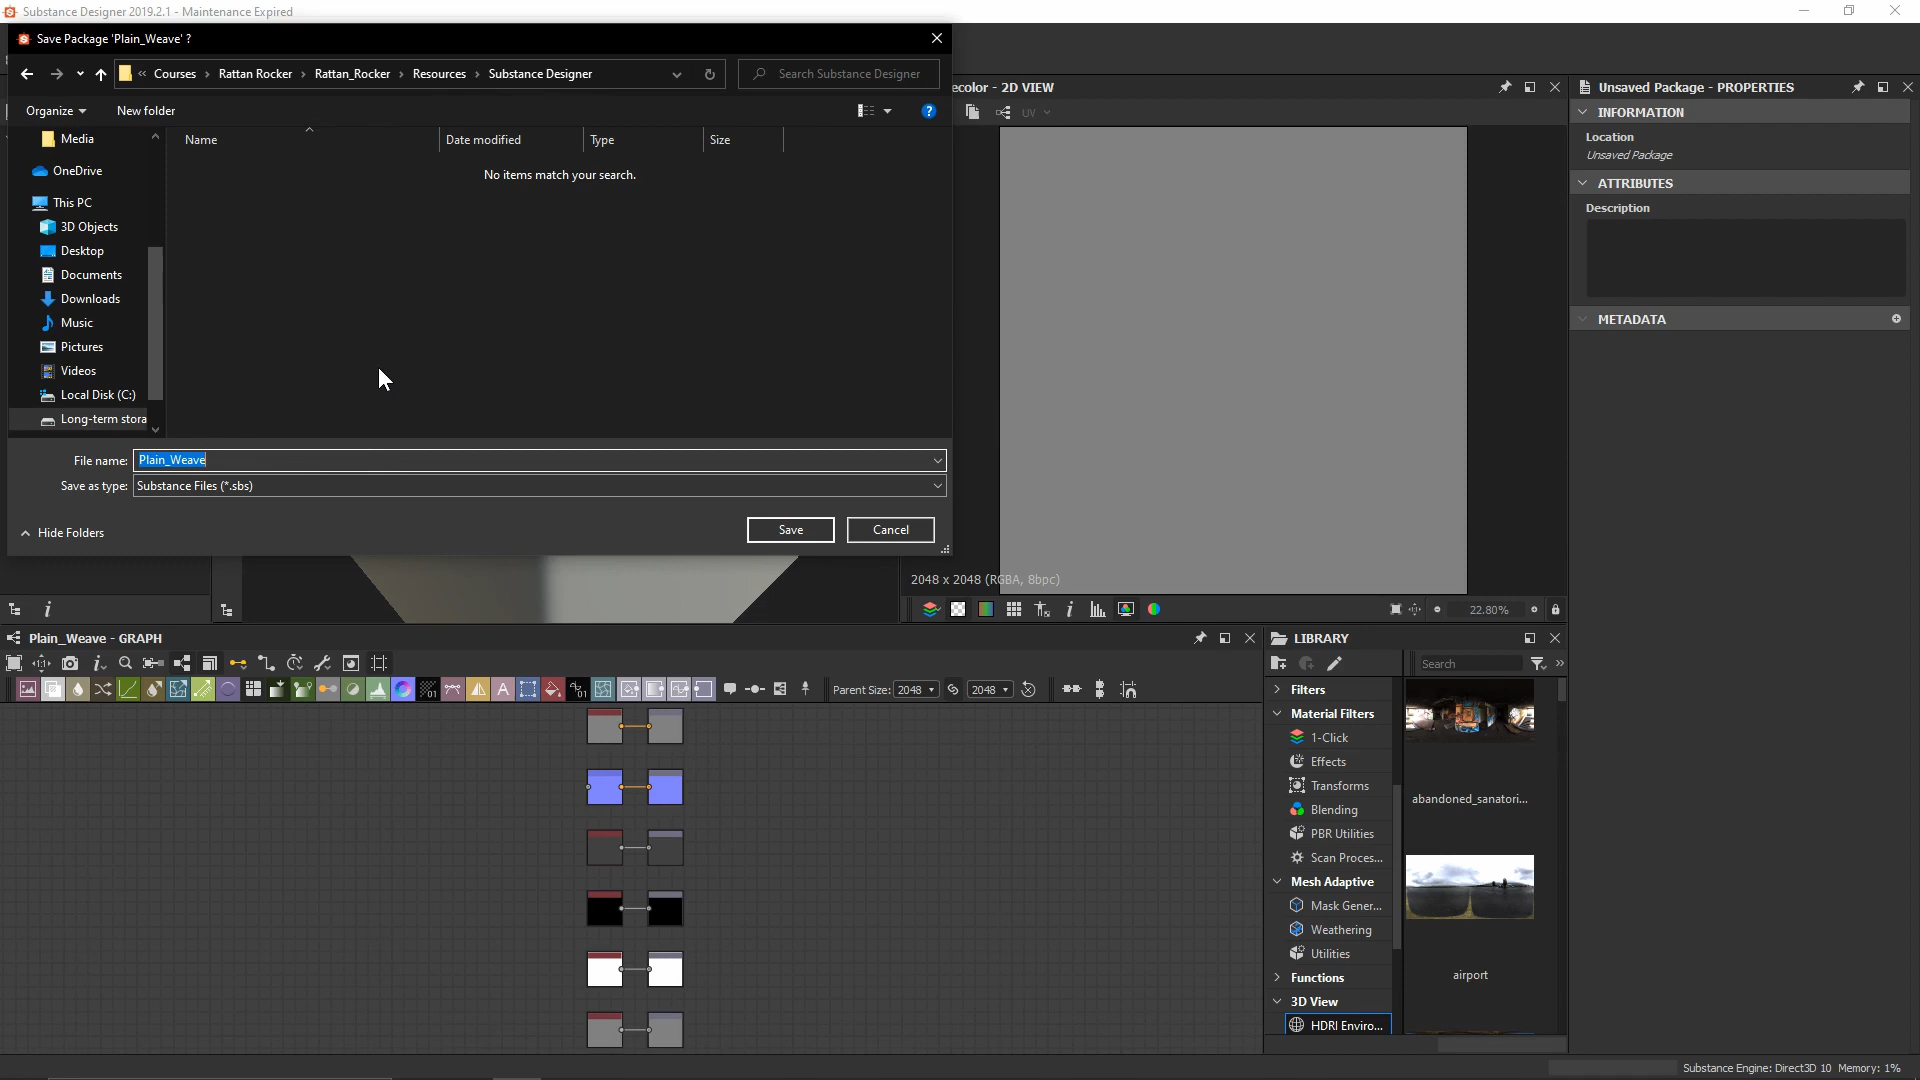 Substance Designer 2019.2.1 - Maintenance Expired
Save Package 'Plain_Weave' ?
« Courses › Rattan Rocker › Rattan_Rocker › Resources › Substance Designer
Search Substance Designer
Organize
New folder
Media
OneDrive
This PC
3D Objects
Desktop
Documents
Downloads
Music
Pictures
Videos
Local Disk (C:)
Long-term stora
Name
Date modified
Type
Size
No items match your search.
File name:
Plain_Weave
Save as type:
Substance Files (*.sbs)
Hide Folders
Save
Cancel
ecolor - 2D VIEW
UV
2048 x 2048 (RGBA, 8bpc)
22.80%
Unsaved Package - PROPERTIES
INFORMATION
Location
Unsaved Package
ATTRIBUTES
Description
METADATA
Plain_Weave - GRAPH
Parent Size:
2048
2048
LIBRARY
Search
Filters
Material Filters
1-Click
Effects
Transforms
Blending
PBR Utilities
Scan Proces...
Mesh Adaptive
Mask Gener...
Weathering
Utilities
Functions
3D View
HDRI Enviro...
abandoned_sanatori...
airport
Substance Engine: Direct3D 10 Memory: 1%